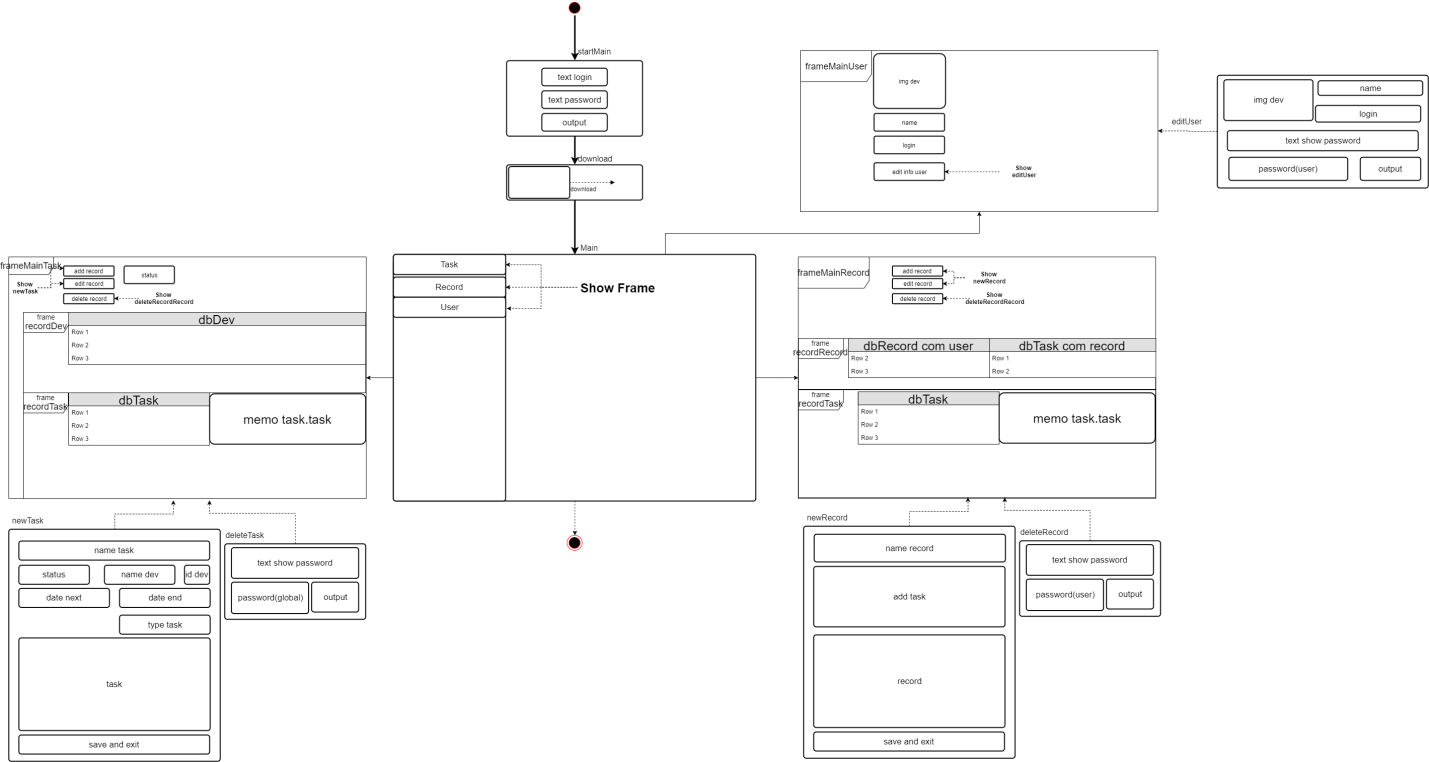 startMain
text login
text password
output
download
download
Main
Task
Record
User
Show Frame
frameMainUser
img dev
name
login
edit info user
Show
editUser
editUser
img dev
name
login
text show password
password(user)
output
frameMainTask
add record
edit record
delete record
status
Show
newTask
Show
deleteRecordRecord
frame
recordDev
dbDev
Row 1
Row 2
Row 3
frame
recordTask
dbTask
Row 1
Row 2
Row 3
memo task.task
frameMainRecord
add record
edit record
delete record
Show
newRecord
Show
deleteRecordRecord
frame
recordRecord
dbRecord com user
Row 2
Row 3
dbTask com record
Row 1
Row 2
frame
recordTask
dbTask
Row 1
Row 2
Row 3
memo task.task
newTask
name task
status
name dev
id dev
date next
date end
type task
task
save and exit
deleteTask
text show password
password(global)
output
newRecord
name record
add task
record
save and exit
deleteRecord
text show password
password(user)
output